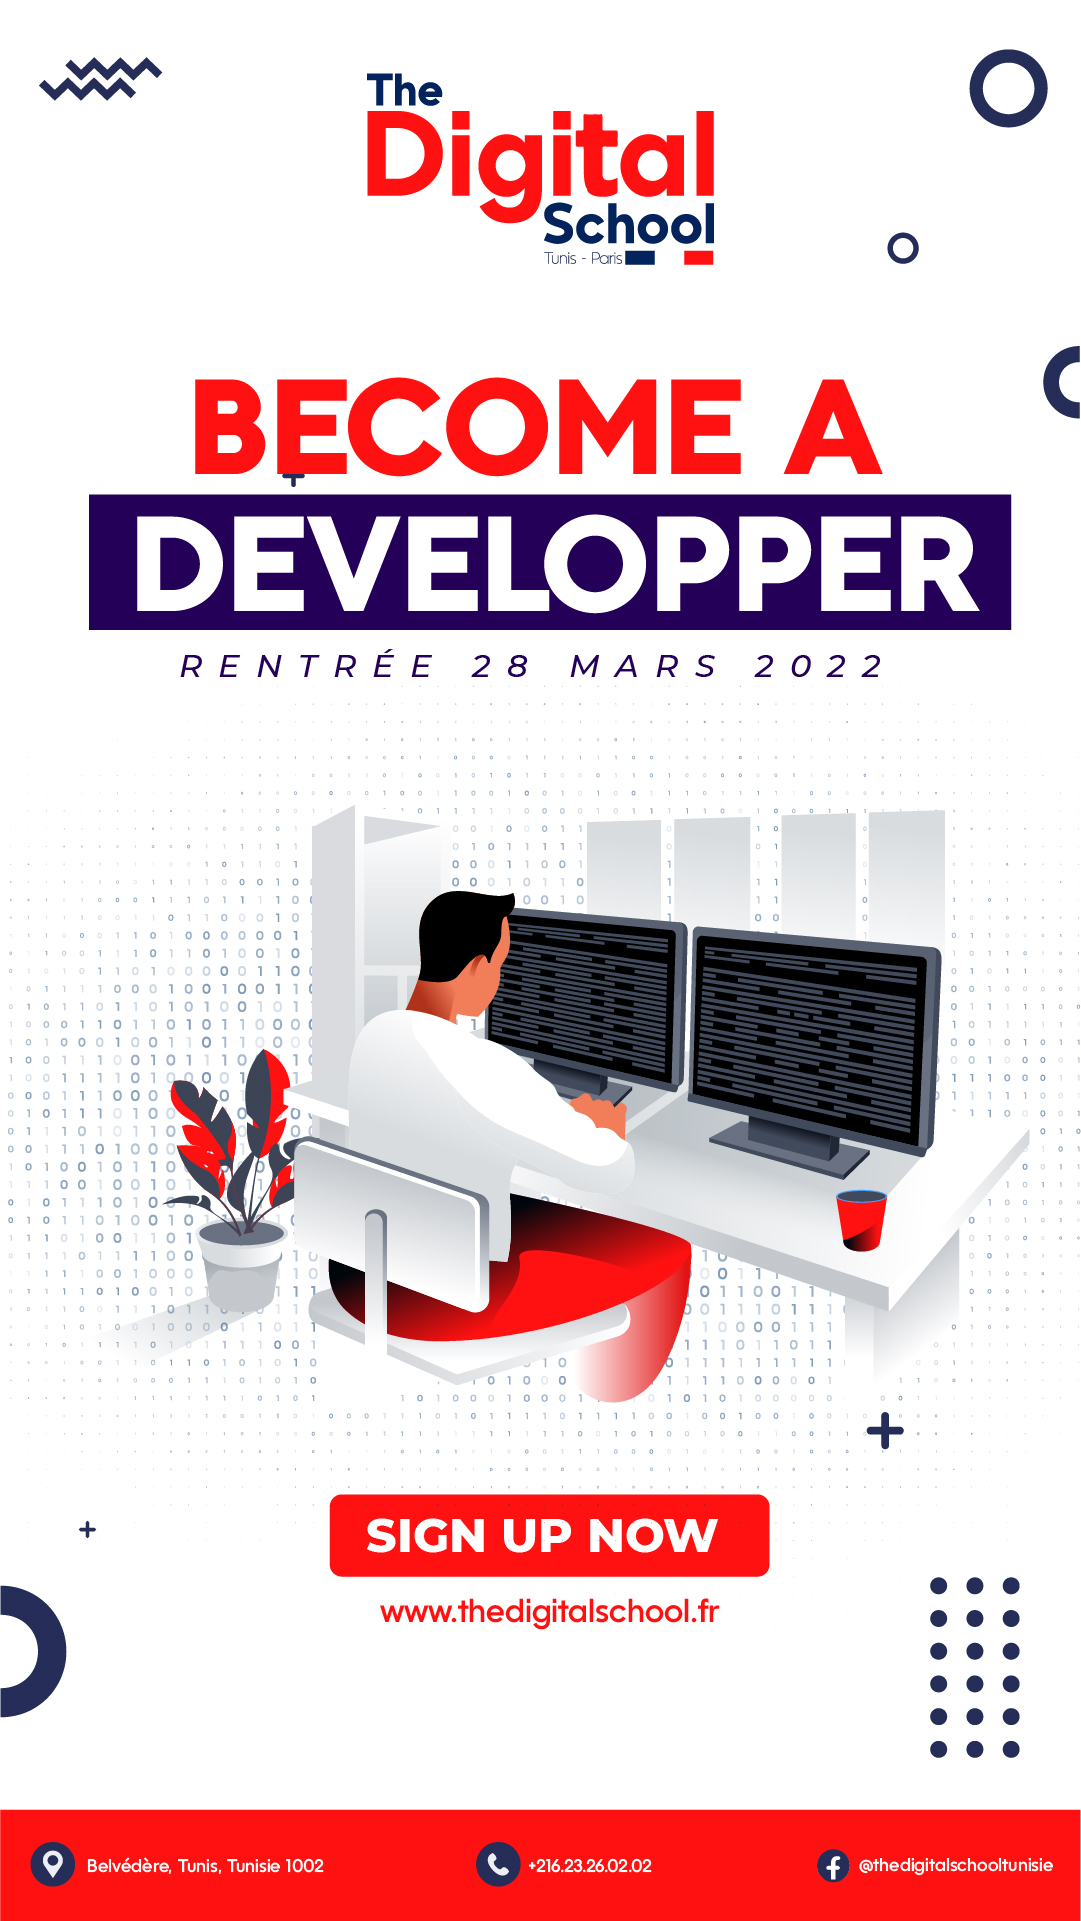 The
Digital
School
Tunis - Paris
BECOME A
DEVELOPPER
RENTRÉE 28 MARS 2022
SIGN UP NOW
www.thedigitalschool.fr
Belvédère, Tunis, Tunisie 1002
+216.23.26.02.02
@thedigitalschooltunisie